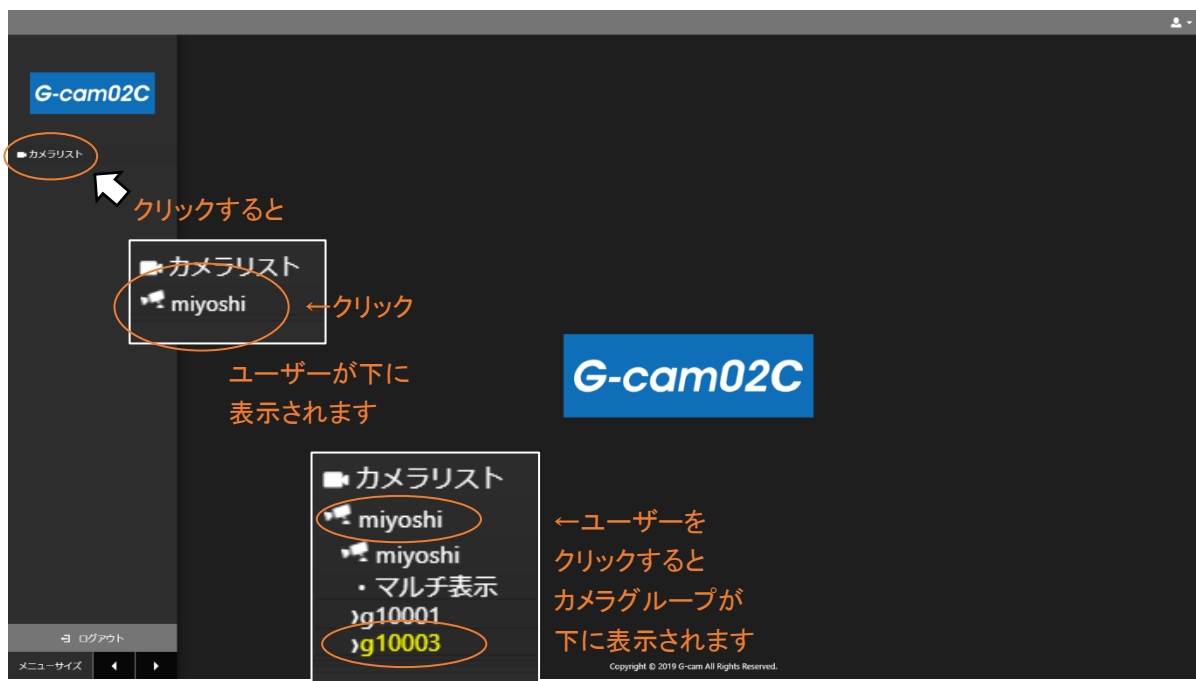 G-cam02C
カメラリスト
クリックすると
カメラリスト
miyoshi
←クリック
ユーザーが下に
表示されます
G-cam02C
カメラリスト
miyoshi
miyoshi
・マルチ表示
›g10001
›g10003
←ユーザーを
クリックすると
カメラグループが
下に表示されます
ログアウト
メニューサイズ
Copyright © 2019 G-cam All Rights Reserved.